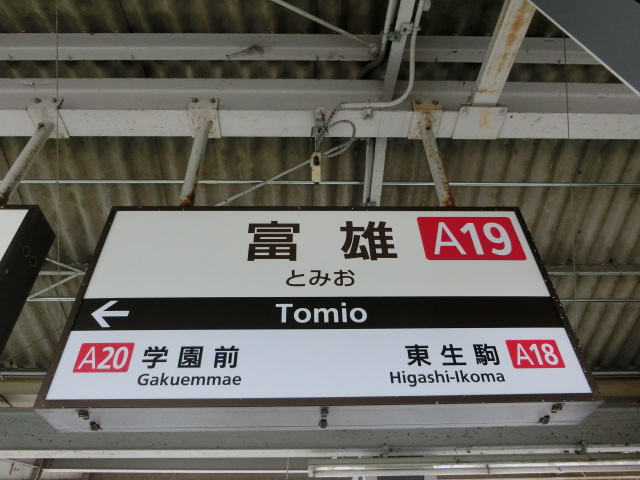 富雄 A19
とみお
← Tomio
A20 学園前 東生駒 A18
Gakuemmae Higashi-Ikoma